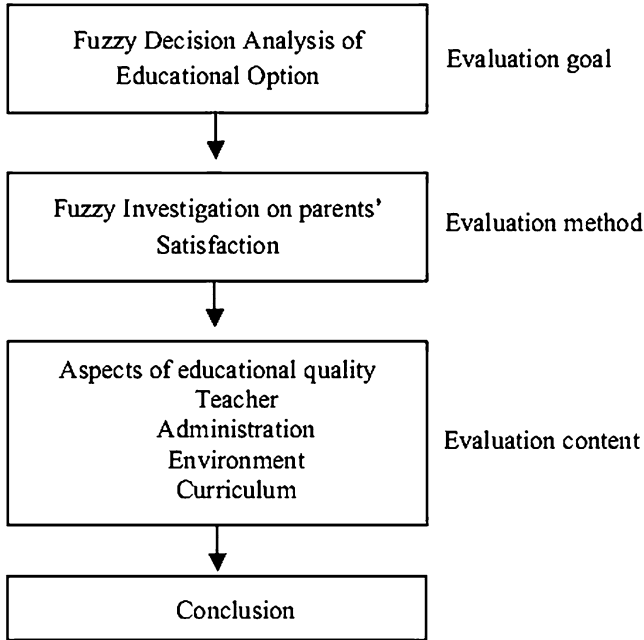 Fuzzy Decision Analysis of
Educational Option
Evaluation goal
Fuzzy Investigation on parents'
Satisfaction
Evaluation method
Aspects of educational quality
Teacher
Administration
Environment
Curriculum
Evaluation content
Conclusion